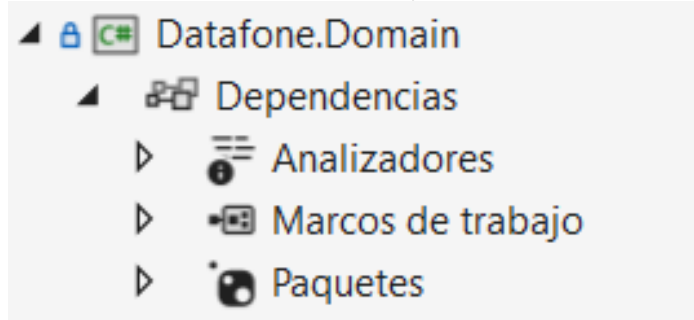 C# Datafone.Domain
Dependencias
Analizadores
Marcos de trabajo
Paquetes